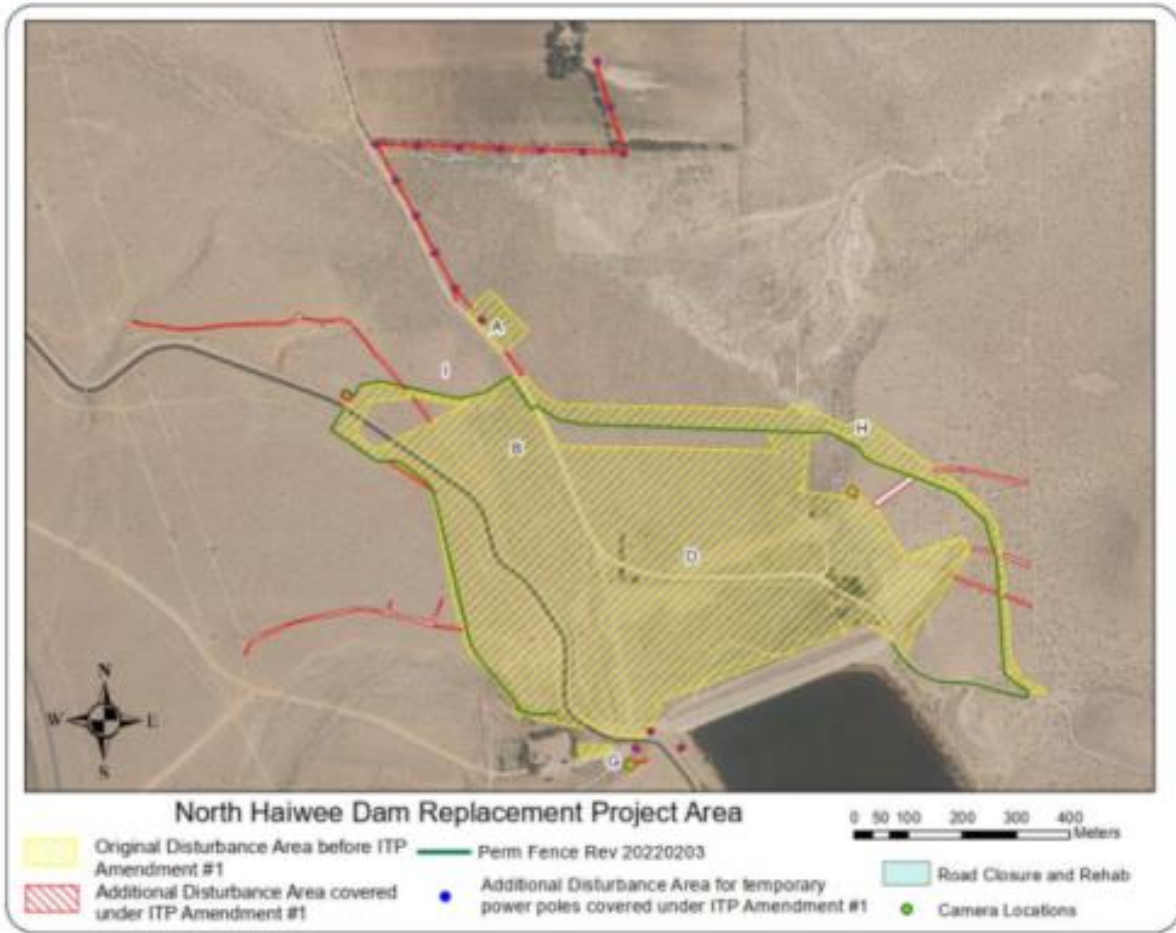 A
I
B
H
D
G
N
W E
S
North Haiwee Dam Replacement Project Area
0 50 100 200 300 400
Meters
Original Disturbance Area before ITP
Amendment #1
Additional Disturbance Area covered
under ITP Amendment #1
Perm Fence Rev 20220203
Additional Disturbance Area for temporary
power poles covered under ITP Amendment #1
Road Closure and Rehab
Camera Locations